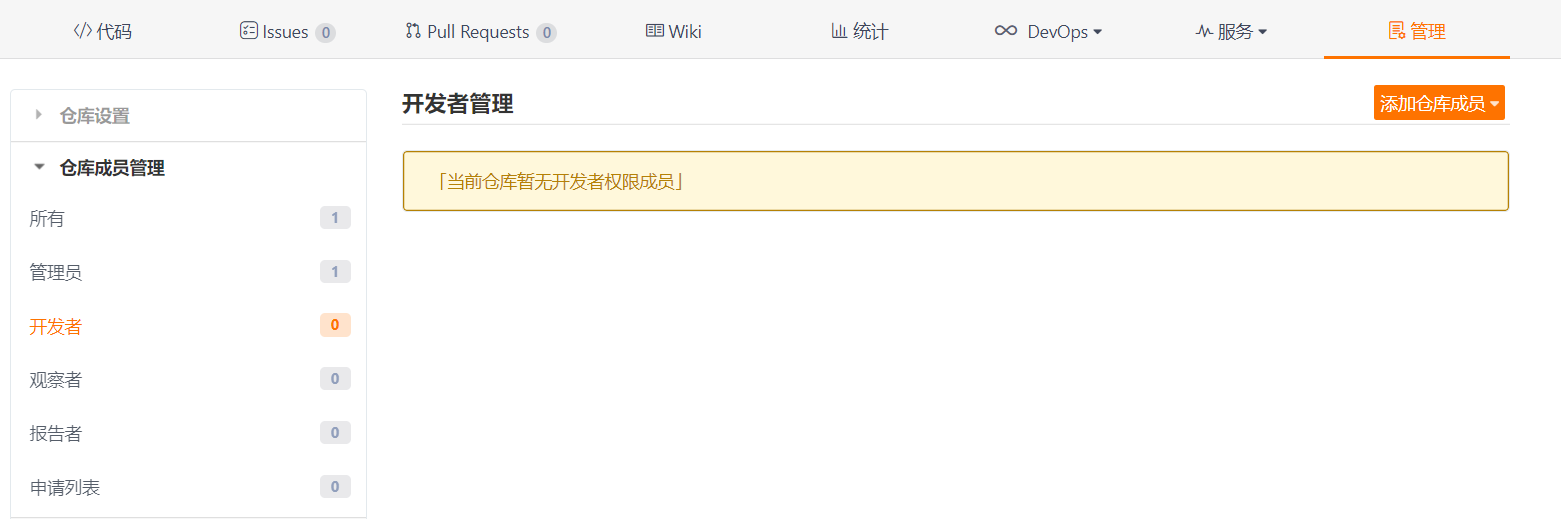 代码 Issues 0 Pull Requests 0 Wiki 统计 DevOps 服务 管理
仓库设置
仓库成员管理
所有 1
管理员 1
开发者 0
观察者 0
报告者 0
申请列表 0
开发者管理 添加仓库成员
「当前仓库暂无开发者权限成员」